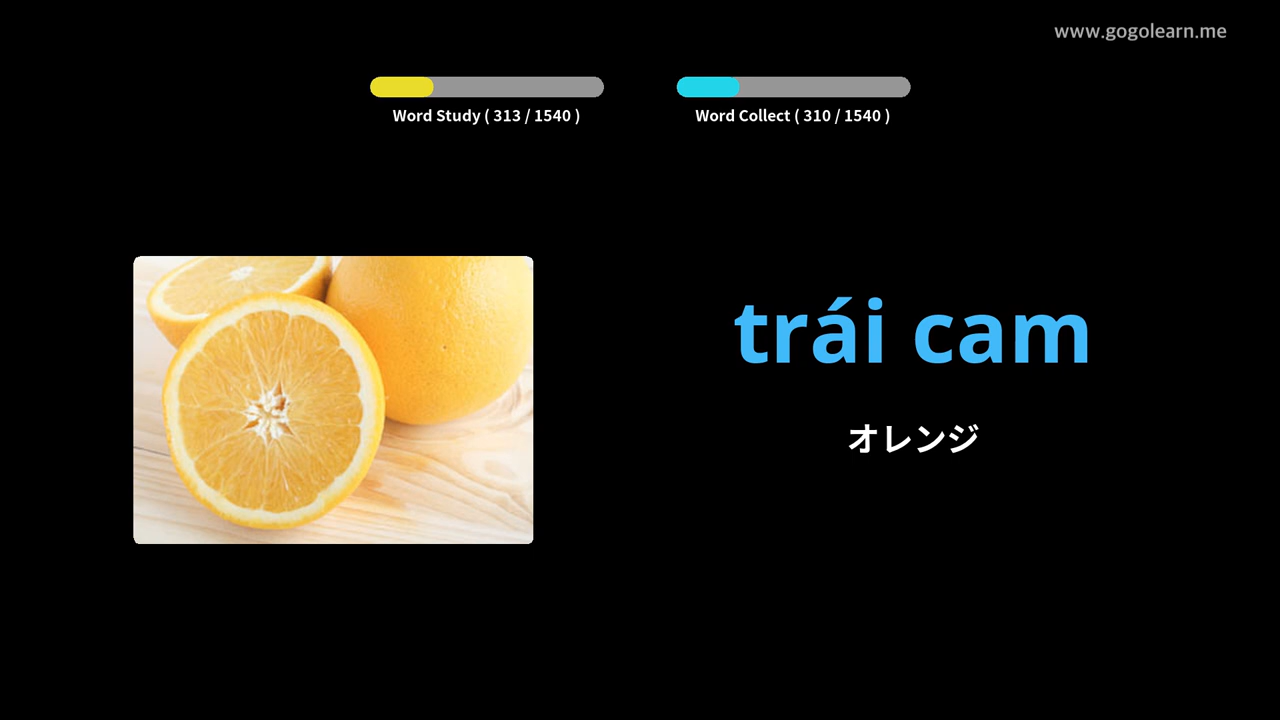 www.gogolearn.me
Word Study ( 313 / 1540 )
Word Collect ( 310 / 1540 )
trái cam
オレンジ